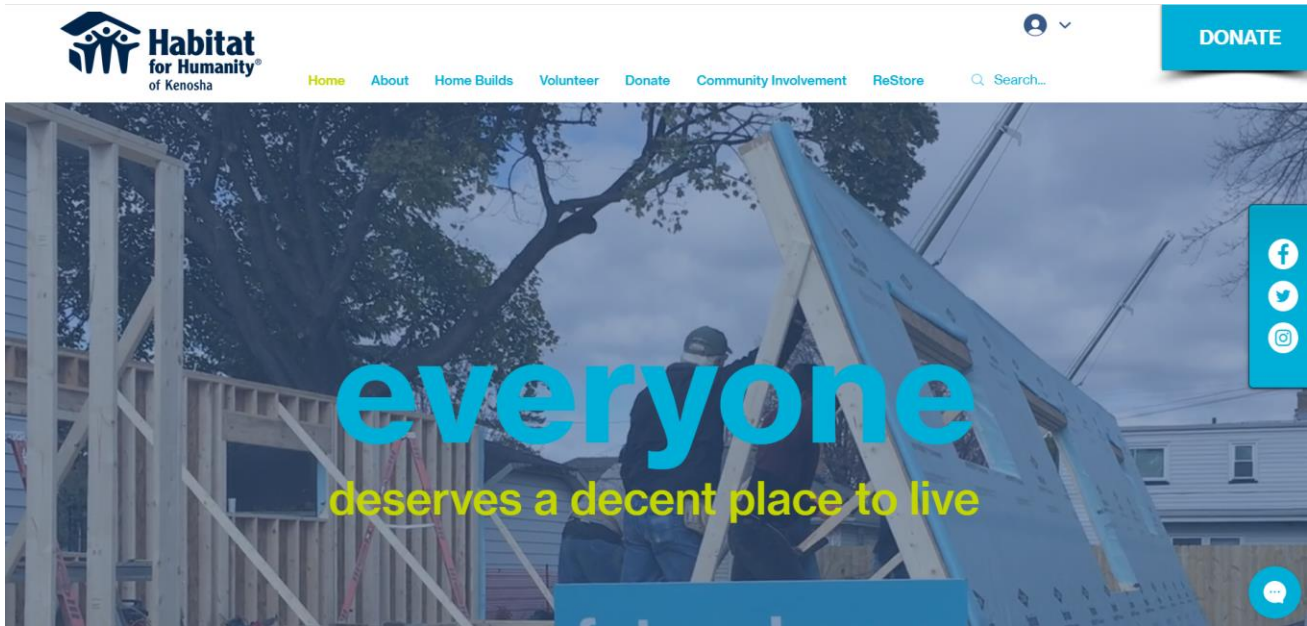 Habitat
for Humanity®
of Kenosha
DONATE
Home About Home Builds Volunteer Donate Community Involvement ReStore Search...
everyone
deserves a decent place to live